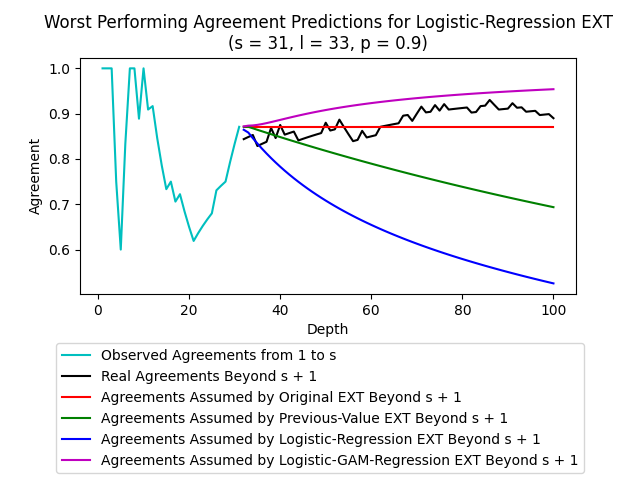 Worst Performing Agreement Predictions for Logistic-Regression EXT
(s = 31, l = 33, p = 0.9)
1.0
0.9
0.8
0.7
0.6
Agreement
0
20
40
60
80
100
Depth
Observed Agreements from 1 to s
Real Agreements Beyond s + 1
Agreements Assumed by Original EXT Beyond s + 1
Agreements Assumed by Previous-Value EXT Beyond s + 1
Agreements Assumed by Logistic-Regression EXT Beyond s + 1
Agreements Assumed by Logistic-GAM-Regression EXT Beyond s + 1